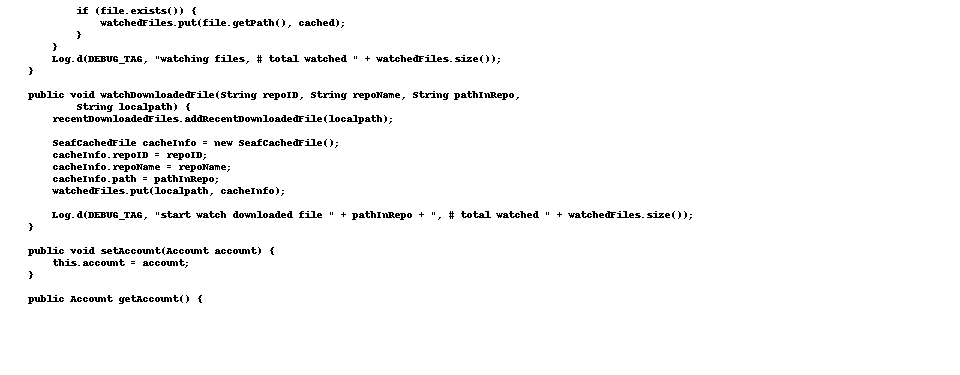 if (file.exists()) {
            watchedFiles.put(file.getPath(), cached);
        }
    }
    Log.d(DEBUG_TAG, "watching files, # total watched " + watchedFiles.size());
}

public void watchDownloadedFile(String repoID, String repoName, String pathInRepo,
        String localpath) {
    recentDownloadedFiles.addRecentDownloadedFile(localpath);

    SeafCachedFile cacheInfo = new SeafCachedFile();
    cacheInfo.repoID = repoID;
    cacheInfo.repoName = repoName;
    cacheInfo.path = pathInRepo;
    watchedFiles.put(localpath, cacheInfo);

    Log.d(DEBUG_TAG, "start watch downloaded file " + pathInRepo + ", # total watched " + watchedFiles.size());
}

public void setAccount(Account account) {
    this.account = account;
}

public Account getAccount() {